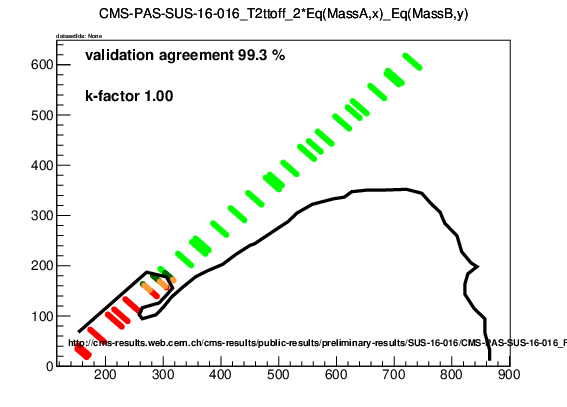 CMS-PAS-SUS-16-016_T2ttoff_2*Eq(MassA,x)_Eq(MassB,y)
datasetIds: None
validation agreement 99.3 %
k-factor 1.00
600
500
400
300
200
100
0
http://cms-results.web.cern.ch/cms-results/public-results/preliminary-results/SUS-16-016/CMS-PAS-SUS-16-016_F
200 300 400 500 600 700 800 900